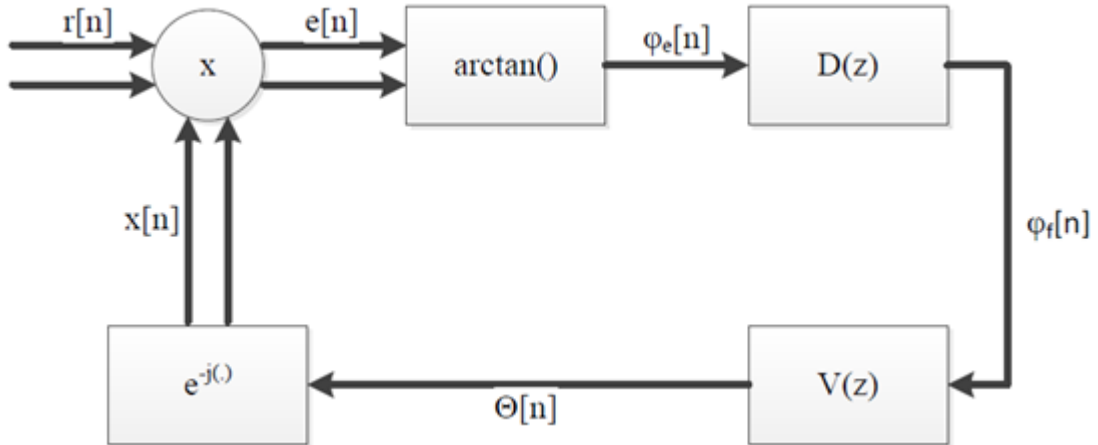 r[n]
x
e[n]
arctan()
φₑ[n]
D(z)
x[n]
φf[n]
e^-j(.)
Θ[n]
V(z)